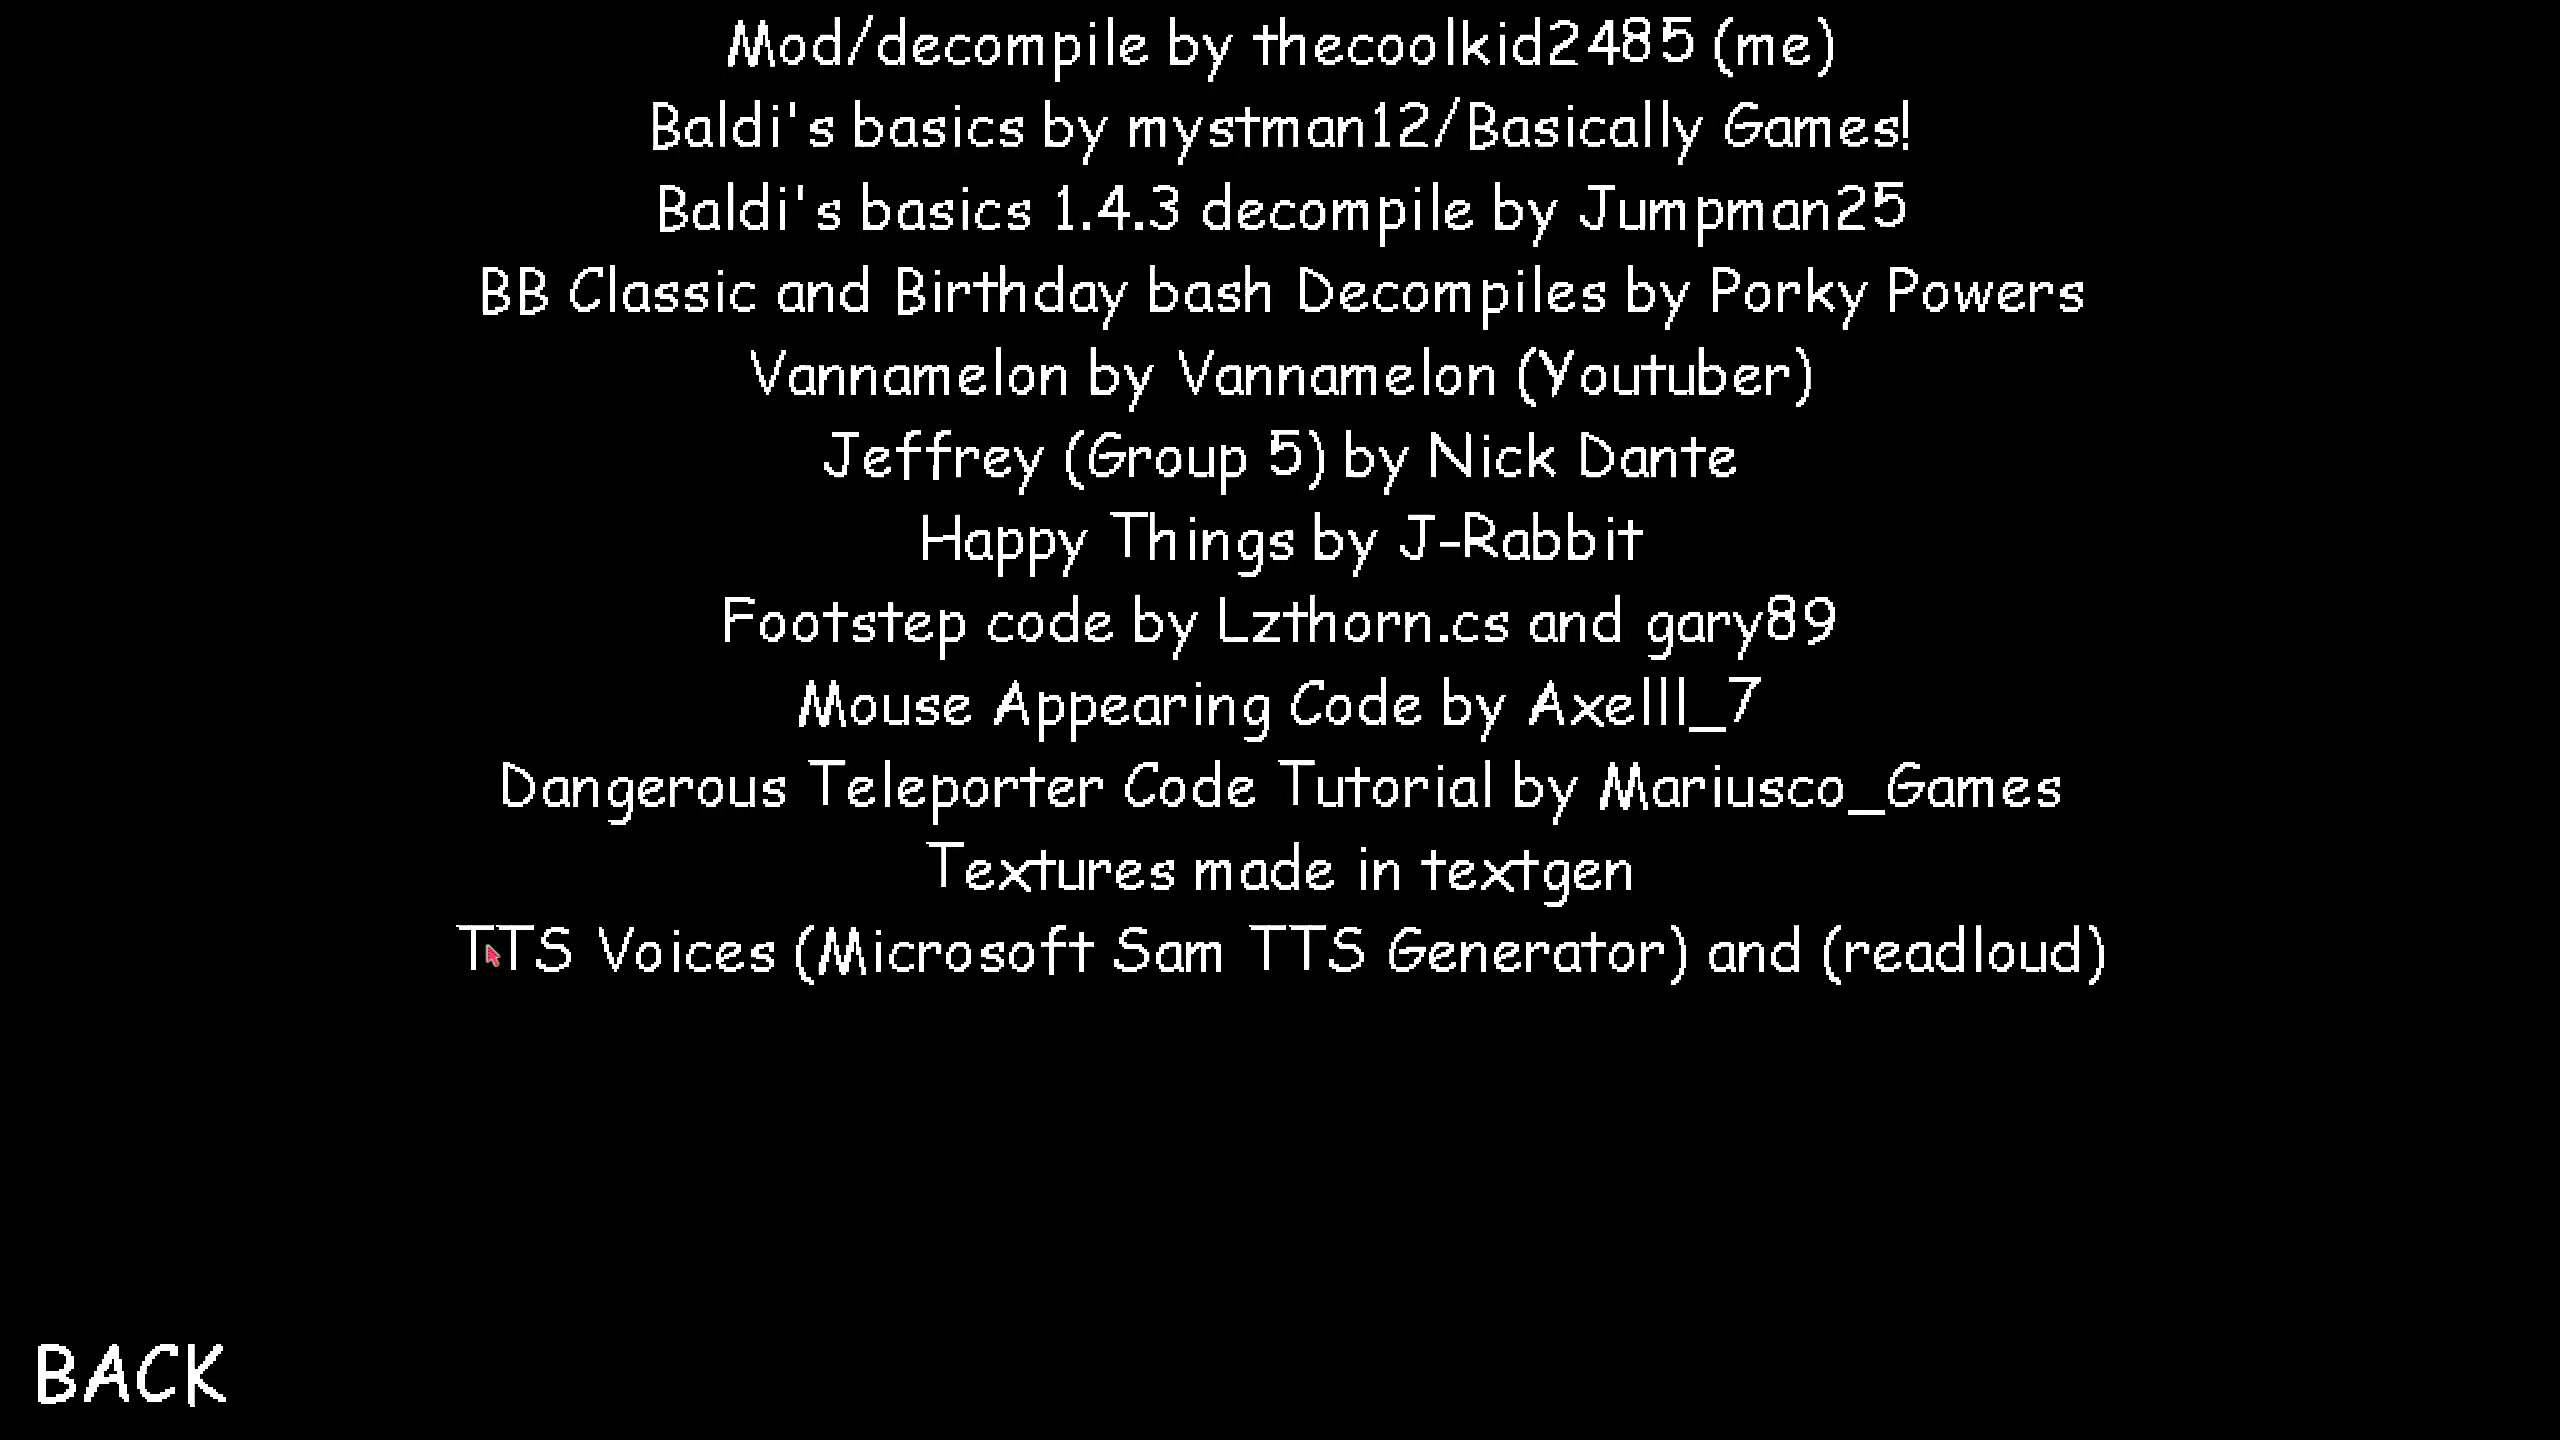 Mod/decompile by thecoolkid2485 (me)
Baldi's basics by mystman12/Basically Games!
Baldi's basics 1.4.3 decompile by Jumpman25
BB Classic and Birthday bash Decompiles by Porky Powers
Vannamelon by Vannamelon (Youtuber)
Jeffrey (Group 5) by Nick Dante
Happy Things by J-Rabbit
Footstep code by Lzthorn.cs and gary89
Mouse Appearing Code by Axelll_7
Dangerous Teleporter Code Tutorial by Mariusco_Games
Textures made in textgen
TTS Voices (Microsoft Sam TTS Generator) and (readloud)
BACK